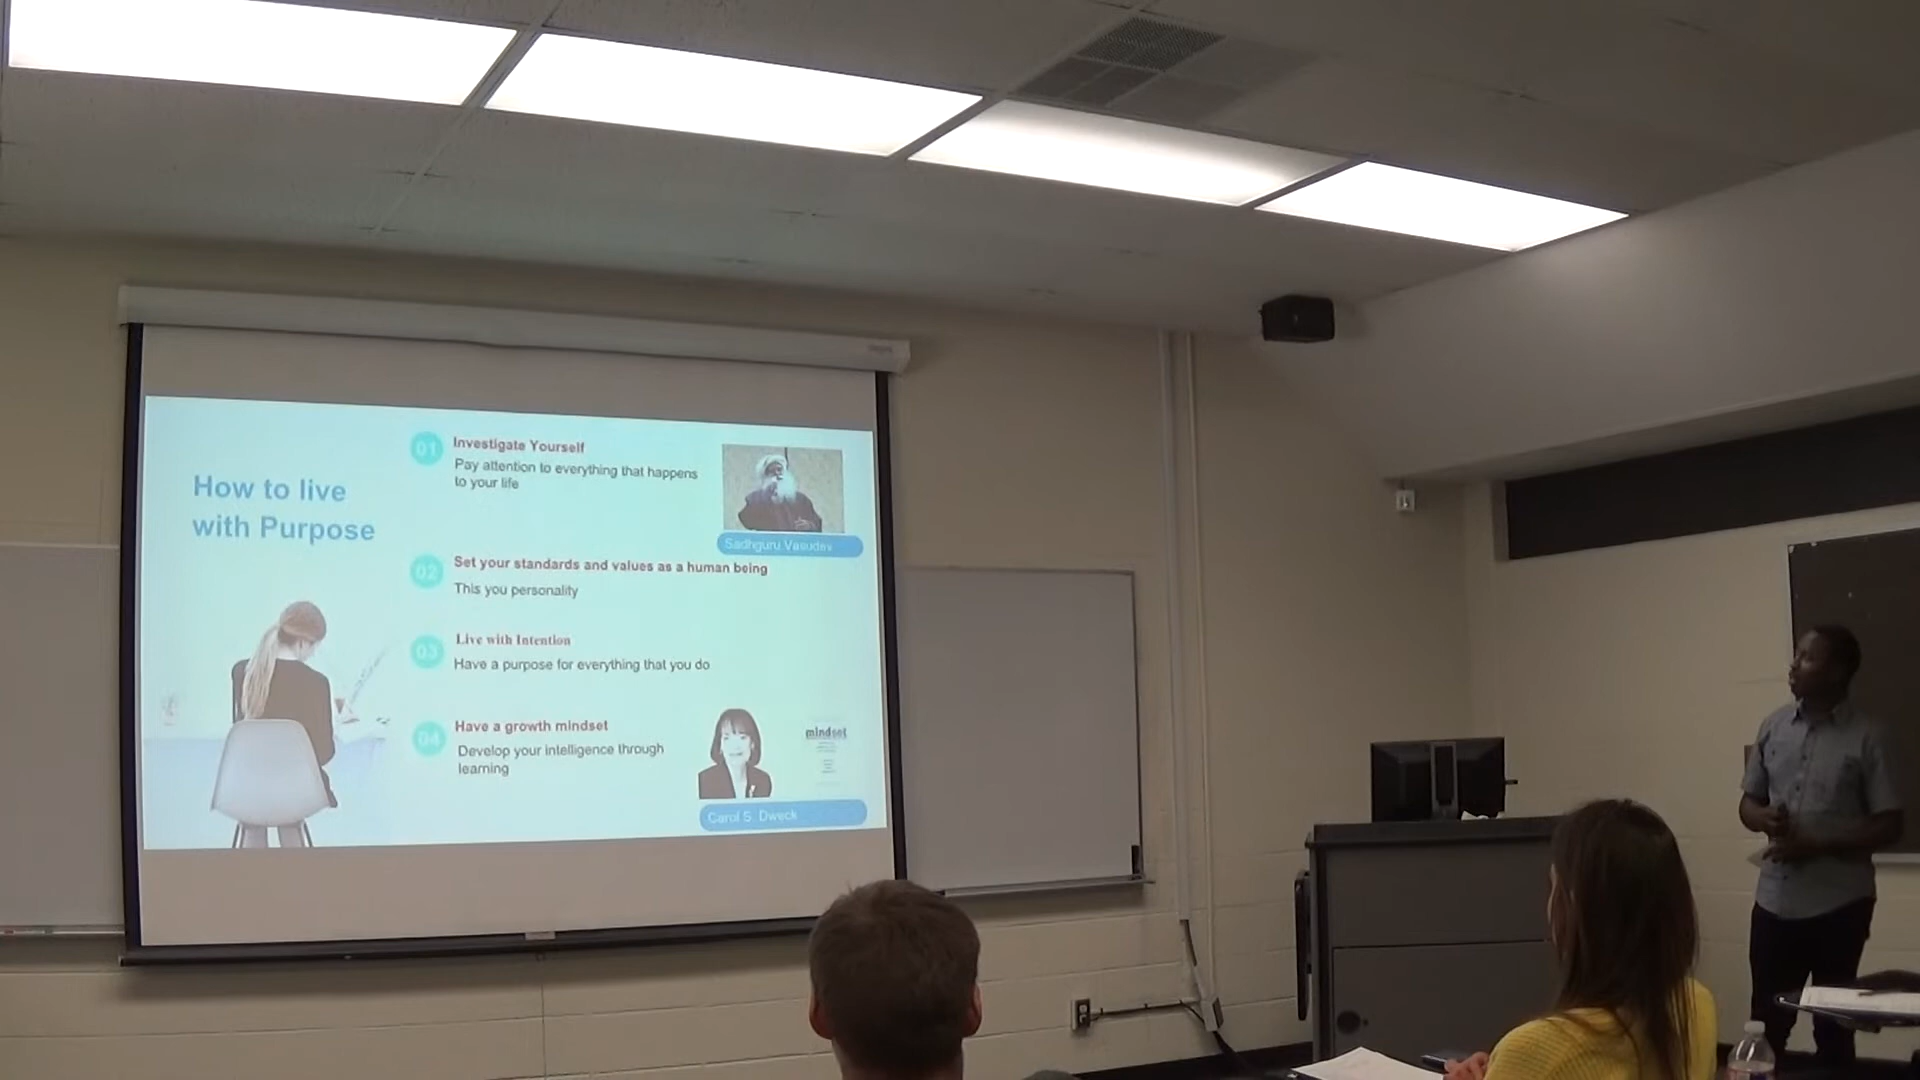 How to live
with Purpose
01
Investigate Yourself
Pay attention to everything that happens
to your life
Sadhguru Vasudev
02
Set your standards and values as a human being
This you personality
03
Live with Intention
Have a purpose for everything that you do
04
Have a growth mindset
Develop your intelligence through
learning
mindset
Carol S. Dweck